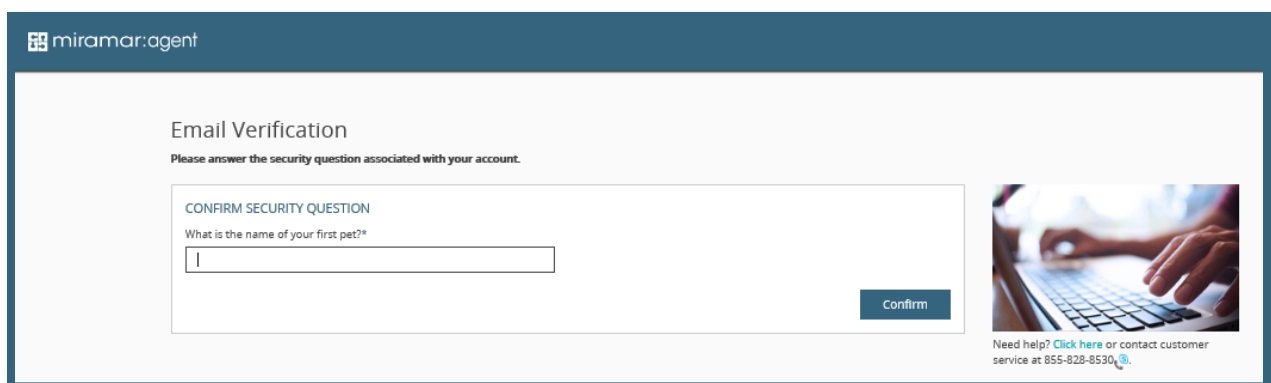 miramar:agent
Email Verification
Please answer the security question associated with your account.
CONFIRM SECURITY QUESTION
What is the name of your first pet?*
Confirm
Need help? Click here or contact customer
service at 855-828-8530.